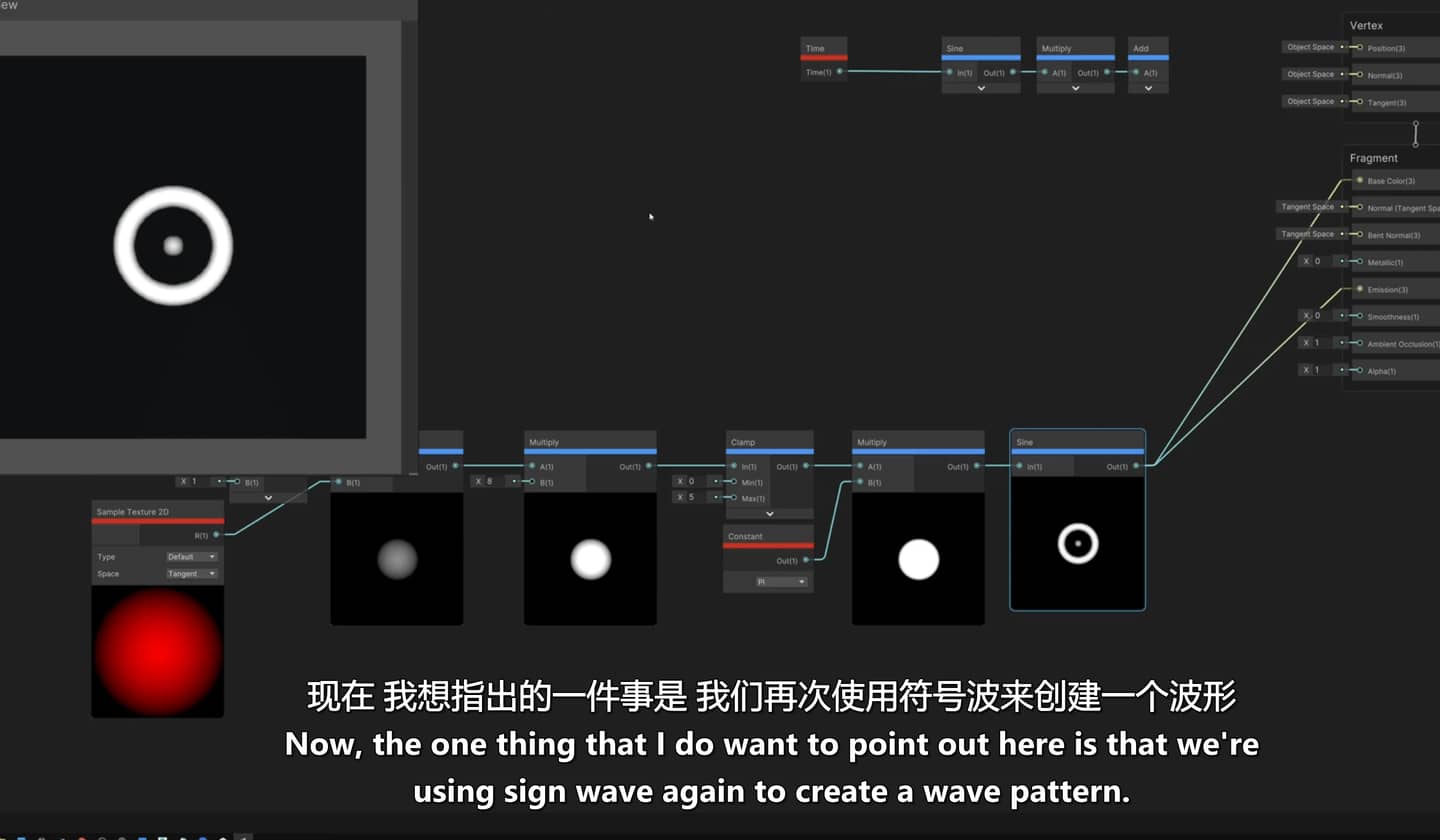 ew
Time
Time(1)
Sine
In(1) Out(1)
Multiply
A(1) Out(1)
Add
A(1)
Vertex
Object Space Position(3)
Object Space Normal(3)
Object Space Tangent(3)
Fragment
Base Color(3)
Tangent Space Normal (Tangent Spa
Tangent Space Bent Normal(3)
X 0 Metallic(1)
Emission(3)
X 0 Smoothness(1)
X 1 Ambient Occlusion(1)
X 1 Alpha(1)
Out(1)
X 1 B(1)
B(1)
Sample Texture 2D
R(1)
Type Default
Space Tangent
Multiply
A(1) Out(1)
X 8 B(1)
Clamp
In(1) Out(1)
X 0 Min(1)
X 5 Max(1)
Constant
Out(1)
PI
Multiply
A(1) Out(1)
B(1)
Sine
In(1) Out(1)
现在 我想指出的一件事是 我们再次使用符号波来创建一个波形
Now, the one thing that I do want to point out here is that we're
using sign wave again to create a wave pattern.